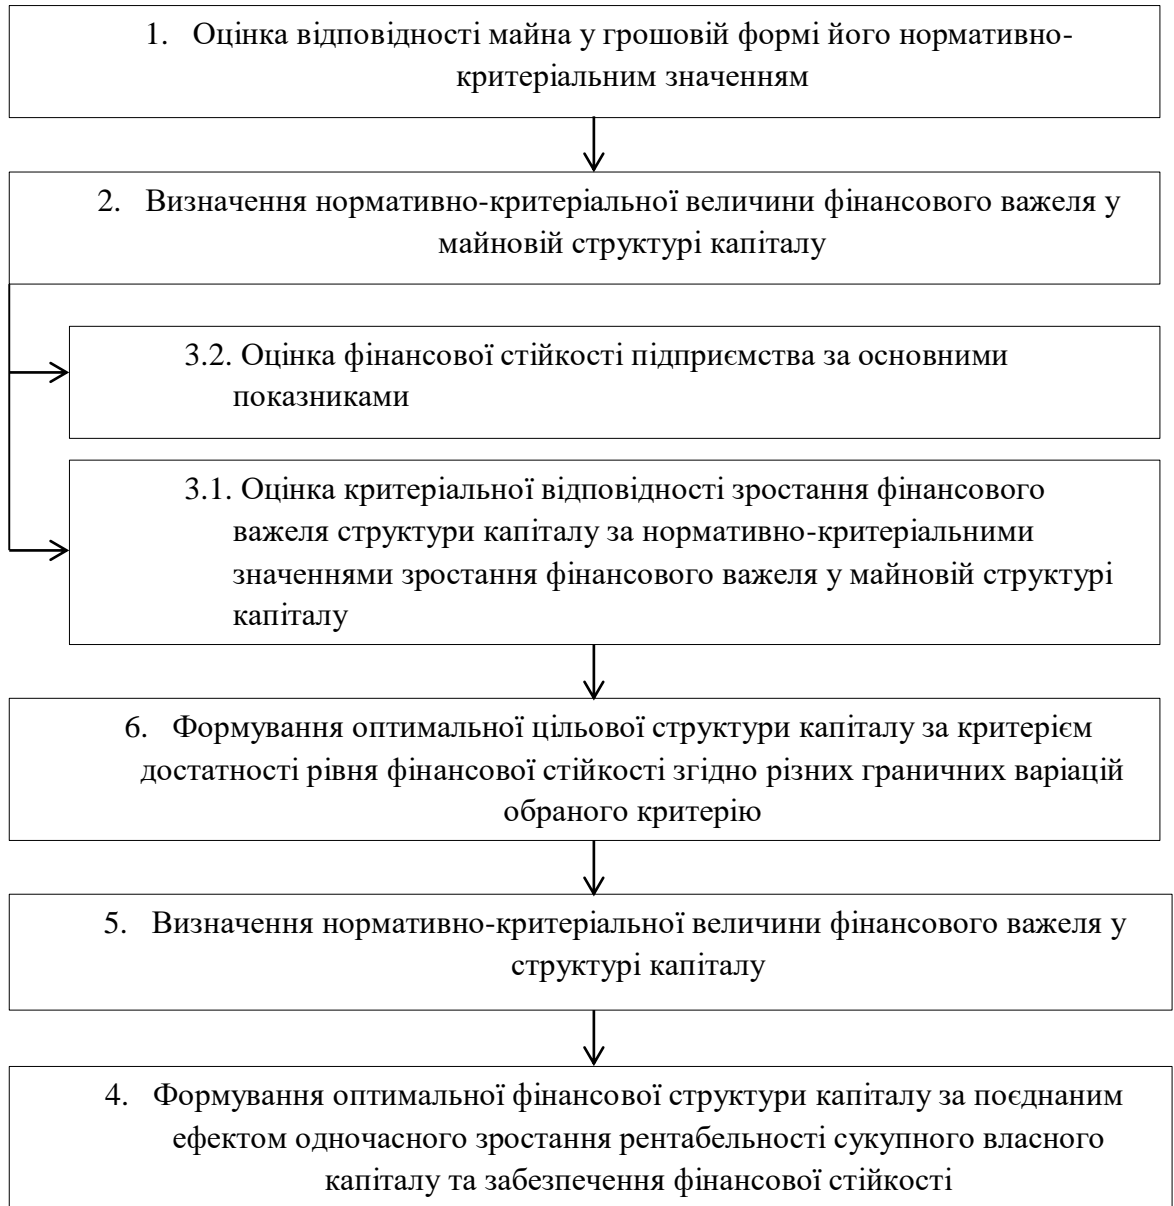 1. Оцінка відповідності майна у грошовій формі його нормативно-
критеріальним значенням
2. Визначення нормативно-критеріальної величини фінансового важеля у
майновій структурі капіталу
3.2. Оцінка фінансової стійкості підприємства за основними
показниками
3.1. Оцінка критеріальної відповідності зростання фінансового
важеля структури капіталу за нормативно-критеріальними
значеннями зростання фінансового важеля у майновій структурі
капіталу
6. Формування оптимальної цільової структури капіталу за критерієм
достатності рівня фінансової стійкості згідно різних граничних варіацій
обраного критерію
5. Визначення нормативно-критеріальної величини фінансового важеля у
структурі капіталу
4. Формування оптимальної фінансової структури капіталу за поєднаним
ефектом одночасного зростання рентабельності сукупного власного
капіталу та забезпечення фінансової стійкості